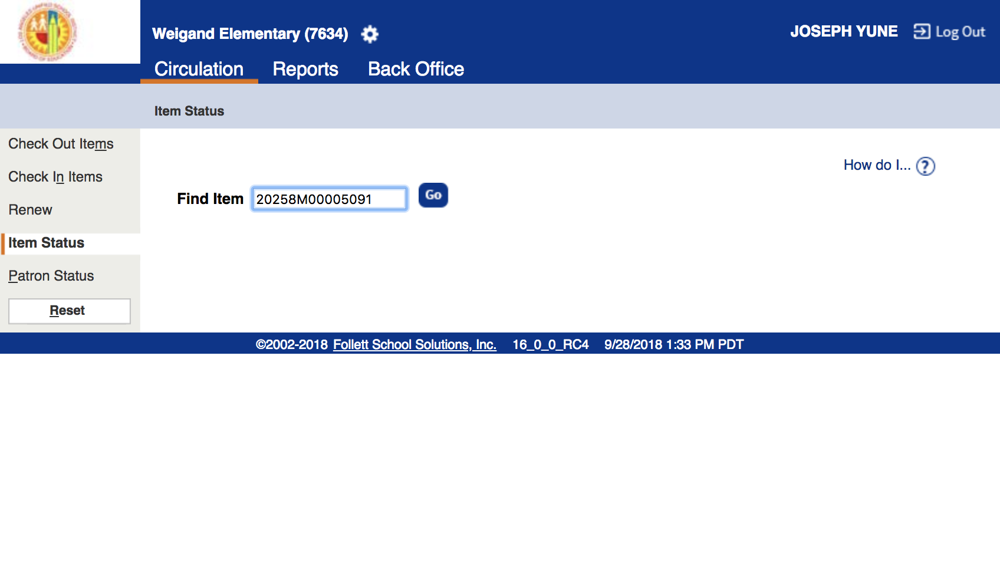 Weigand Elementary (7634)
JOSEPH YUNE Log Out
Circulation Reports Back Office
Item Status
Check Out Items
Check In Items
Renew
Item Status
Patron Status
Reset
How do I... ?
Find Item 20258M00005091 Go
©2002-2018 Follett School Solutions, Inc. 16_0_0_RC4 9/28/2018 1:33 PM PDT